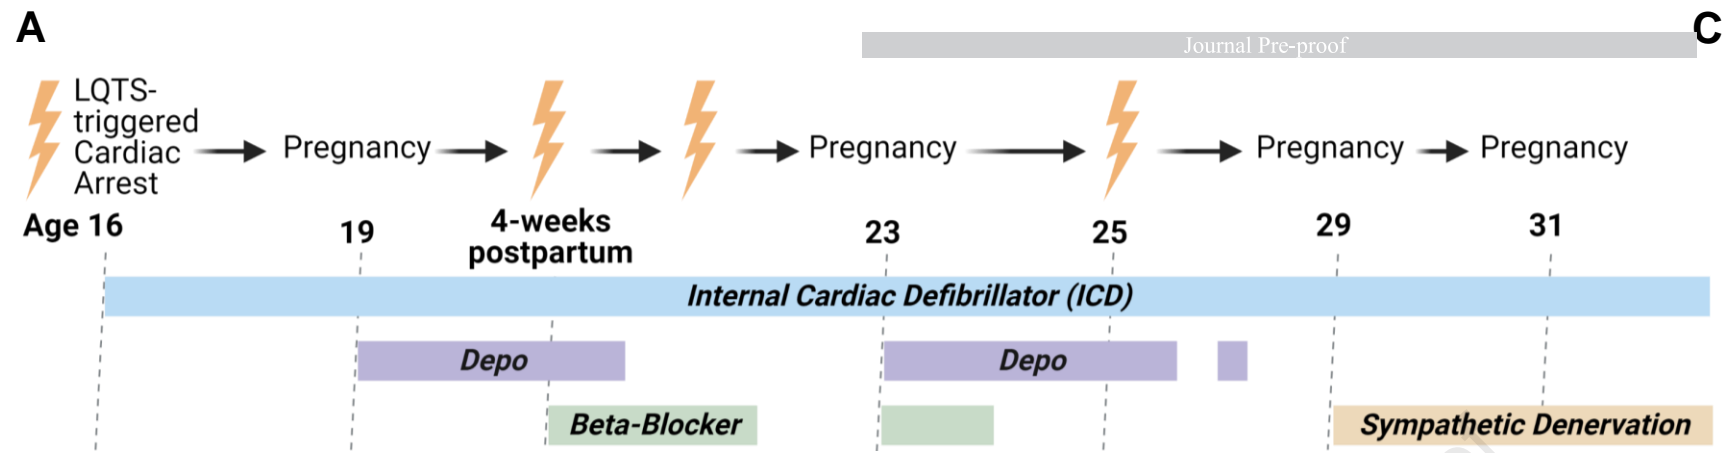 A
C
Journal Pre-proof
LQTS-
triggered
Cardiac
Arrest
Pregnancy
Pregnancy
Pregnancy
Pregnancy
Age 16
19
4-weeks
postpartum
23
25
29
31
Internal Cardiac Defibrillator (ICD)
Depo
Depo
Beta-Blocker
Sympathetic Denervation